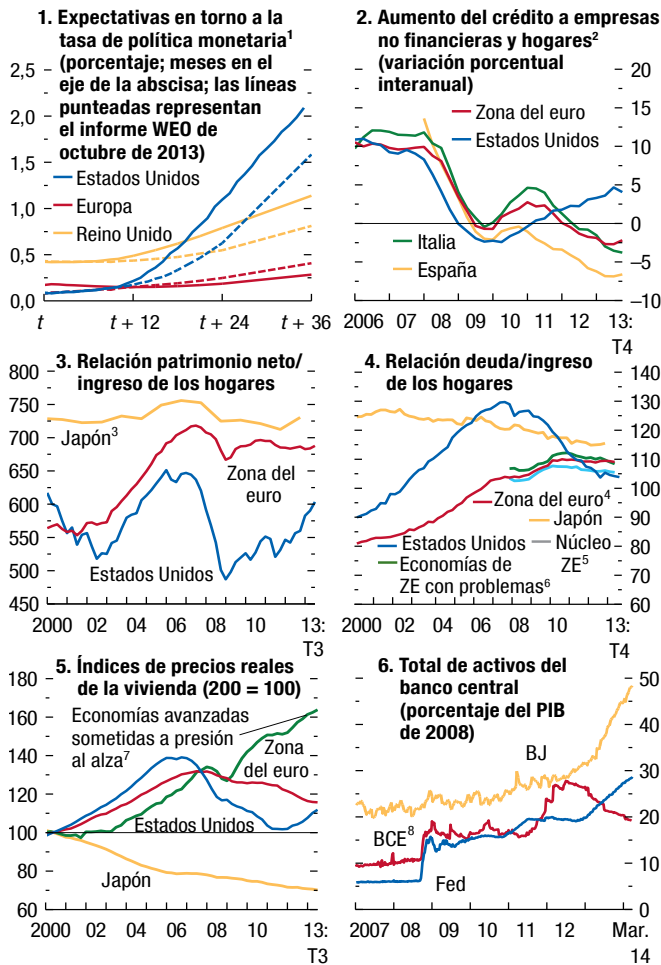 1. Expectativas en torno a la
tasa de política monetaria1
(porcentaje; meses en el
eje de la abscisa; las líneas
punteadas representan
el informe WEO de
octubre de 2013)
2,5
2,0
1,5
1,0
0,5
0,0
Estados Unidos
Europa
Reino Unido
t
t + 12
t + 24
t + 36
2. Aumento del crédito a empresas
no financieras y hogares2
(variación porcentual
interanual)
Zona del euro
Estados Unidos
Italia
España
20
15
10
5
0
–5
–10
2006 07 08 09 10 11 12 13:
T4
3. Relación patrimonio neto/
ingreso de los hogares
800
750
700
650
600
550
500
450
Japón3
Zona del
euro
Estados Unidos
2000 02 04 06 08 10 13:
T3
4. Relación deuda/ingreso
de los hogares
140
130
120
110
100
90
80
70
60
Zona del euro4
Japón
Estados Unidos
Núcleo
ZE5
Economías de
ZE con problemas6
2000 02 04 06 08 10 13:
T4
5. Índices de precios reales
de la vivienda (200 = 100)
180
160
140
120
100
80
60
Economías avanzadas
sometidas a presión
al alza7
Zona
del euro
Estados Unidos
Japón
2000 02 04 06 08 10 13:
T3
6. Total de activos del
banco central
(porcentaje del PIB
de 2008)
50
40
30
20
10
0
BJ
BCE8
Fed
2007 08 09 10 11 12 Mar.
14